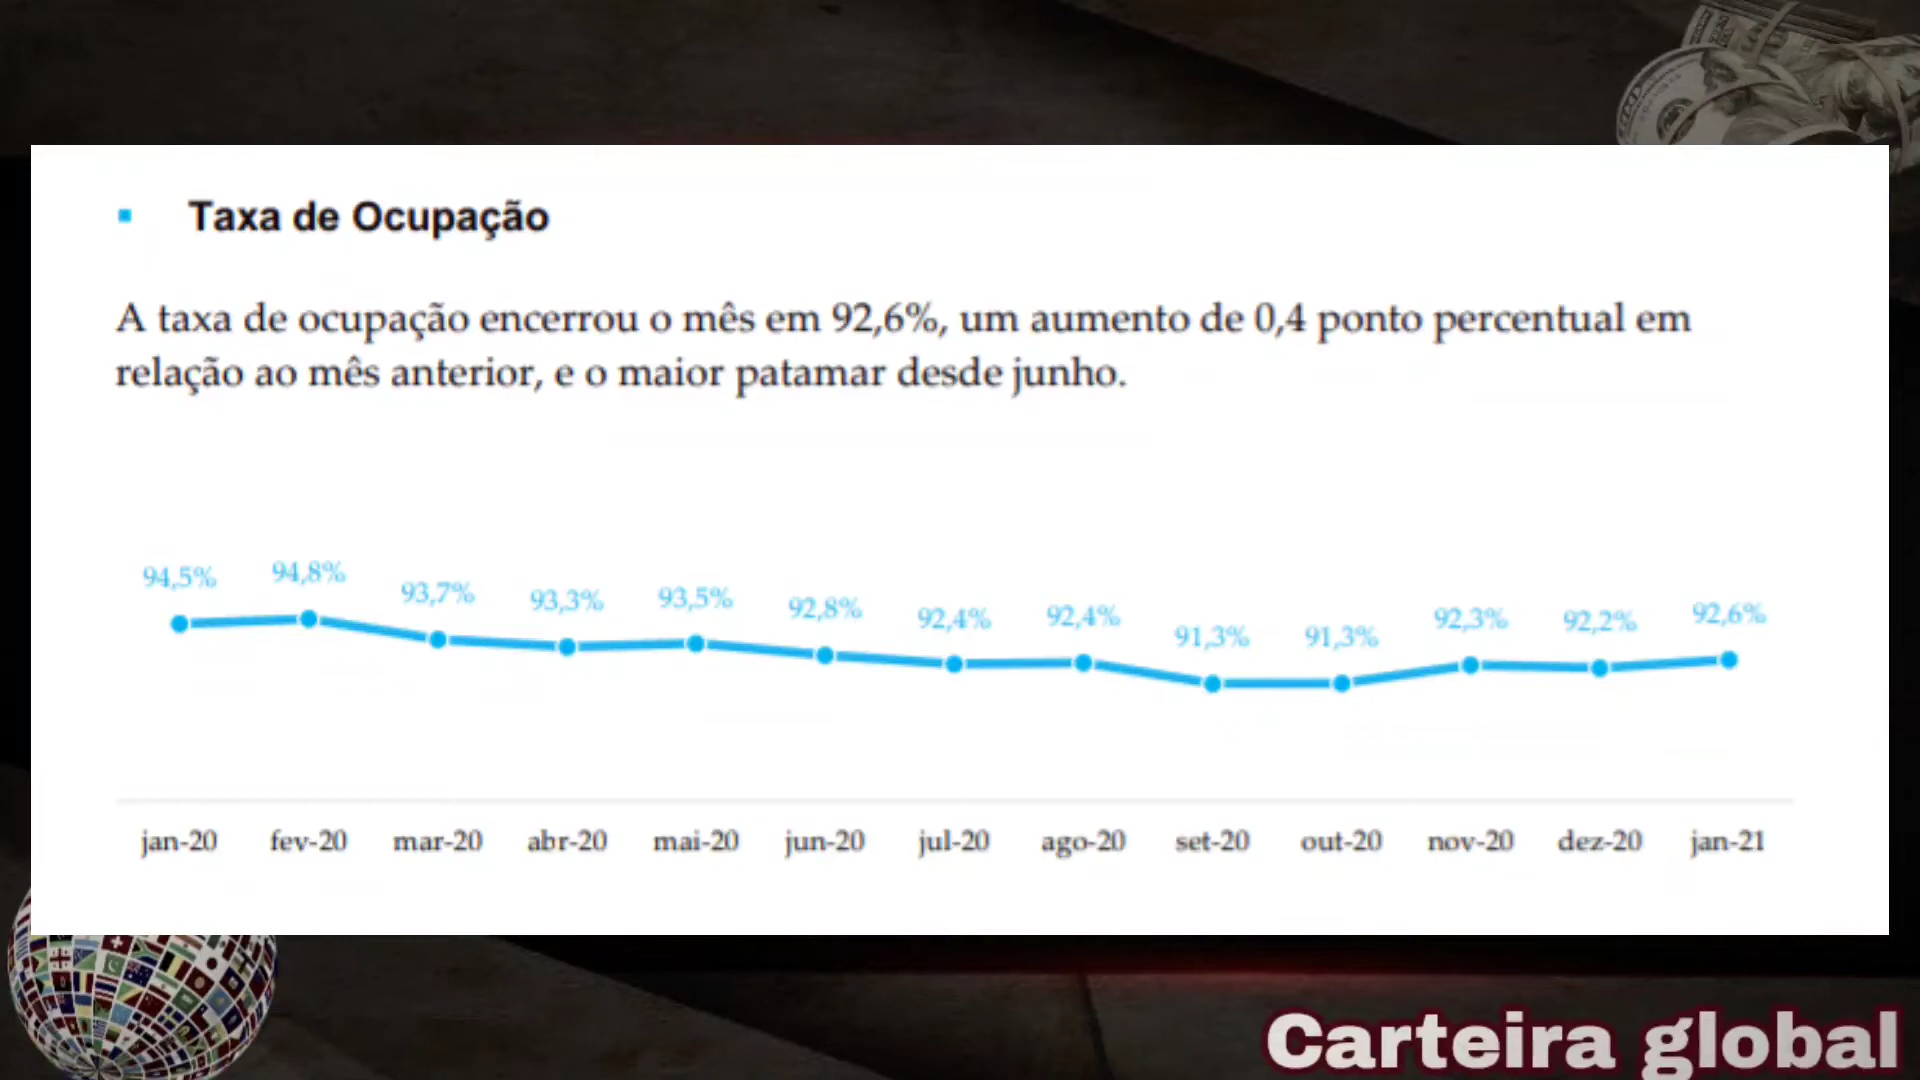 Taxa de Ocupação
A taxa de ocupação encerrou o mês em 92,6%, um aumento de 0,4 ponto percentual em
relação ao mês anterior, e o maior patamar desde junho.
94,5% 94,8% 93,7% 93,3% 93,5% 92,8% 92,4% 92,4% 91,3% 91,3% 92,3% 92,2% 92,6%
jan-20 fev-20 mar-20 abr-20 mai-20 jun-20 jul-20 ago-20 set-20 out-20 nov-20 dez-20 jan-21
Carteira global